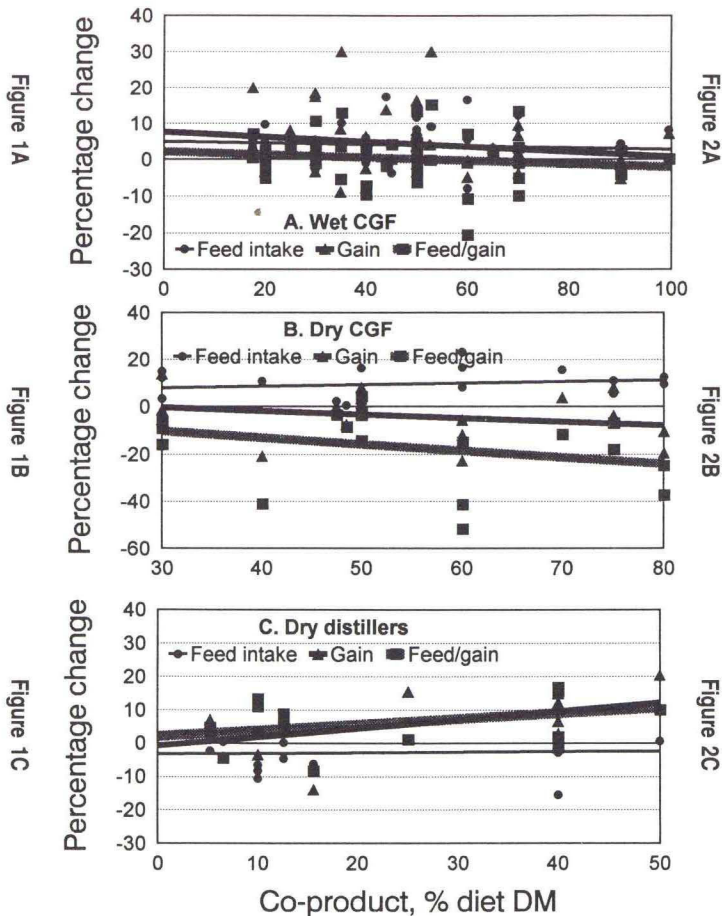 Figure 1A
Figure 2A
Percentage change
40
30
20
10
0
-10
-20
-30
A. Wet CGF
Feed intake Gain Feed/gain
0 20 40 60 80 100
Figure 1B
Figure 2B
Percentage change
40
20
0
-20
-40
-60
B. Dry CGF
Feed intake Gain Feed/gain
30 40 50 60 70 80
Figure 1C
Figure 2C
Percentage change
40
30
20
10
0
-10
-20
-30
C. Dry distillers
Feed intake Gain Feed/gain
0 10 20 30 40 50
Co-product, % diet DM